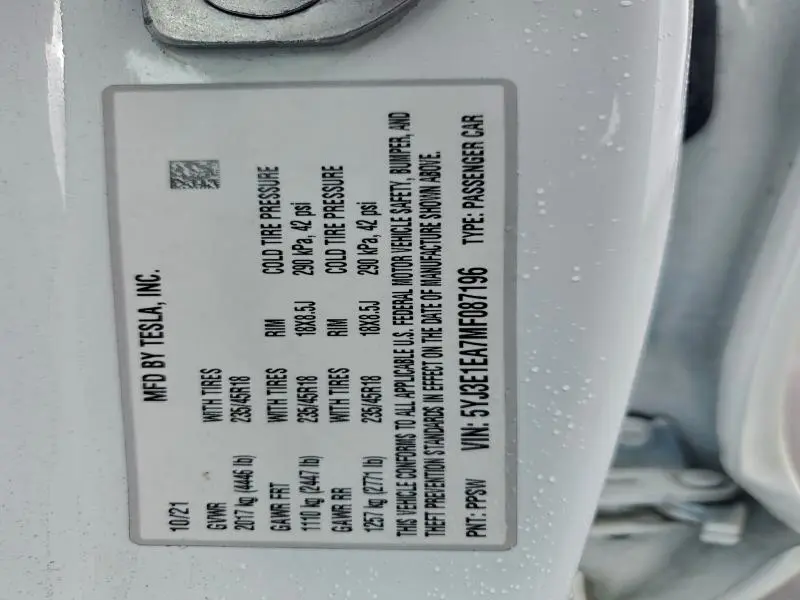 MFD BY TESLA, INC.
10/21
GVWR WITH TIRES
2017 kg (4446 lb) 235/45R18
GAWR FRT WITH TIRES RIM COLD TIRE PRESSURE
1110 kg (2447 lb) 235/45R18 18X8.5J 290 kPa, 42 psi
GAWR RR WITH TIRES RIM COLD TIRE PRESSURE
1257 kg (2771 lb) 235/45R18 18X8.5J 290 kPa, 42 psi
THIS VEHICLE CONFORMS TO ALL APPLICABLE U.S. FEDERAL MOTOR VEHICLE SAFETY, BUMPER, AND
THEFT PREVENTION STANDARDS IN EFFECT ON THE DATE OF MANUFACTURE SHOWN ABOVE.
VIN: 5YJ3E1EA7MF087196
PNT: PPSW TYPE: PASSENGER CAR